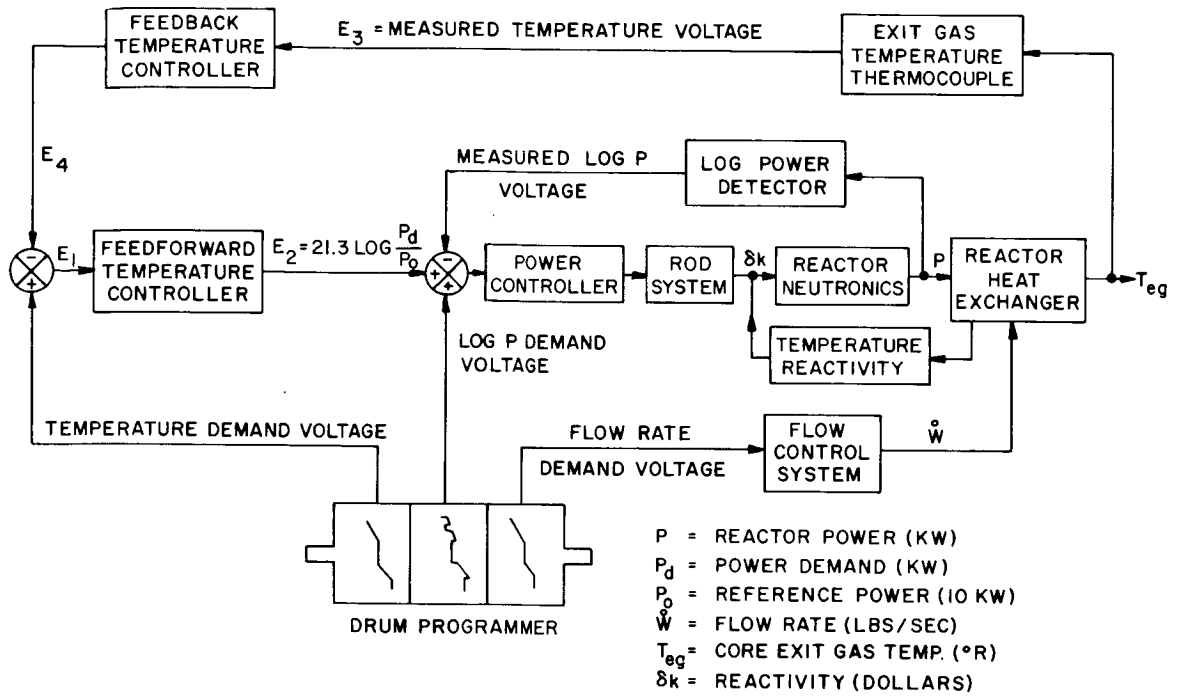 FEEDBACK
TEMPERATURE
CONTROLLER
E3 = MEASURED TEMPERATURE VOLTAGE
EXIT GAS
TEMPERATURE
THERMOCOUPLE
E4
MEASURED LOG P
VOLTAGE
LOG POWER
DETECTOR
E1
FEEDFORWARD
TEMPERATURE
CONTROLLER
E2 = 21.3 LOG Pd/Po
POWER
CONTROLLER
ROD
SYSTEM
δk
REACTOR
NEUTRONICS
P
REACTOR
HEAT
EXCHANGER
Teg
TEMPERATURE
REACTIVITY
LOG P DEMAND
VOLTAGE
TEMPERATURE DEMAND VOLTAGE
FLOW RATE
DEMAND VOLTAGE
FLOW
CONTROL
SYSTEM
W̊
DRUM PROGRAMMER
P = REACTOR POWER (KW)
Pd = POWER DEMAND (KW)
Po = REFERENCE POWER (10 KW)
W̊ = FLOW RATE (LBS/SEC)
Teg = CORE EXIT GAS TEMP. (°R)
δk = REACTIVITY (DOLLARS)